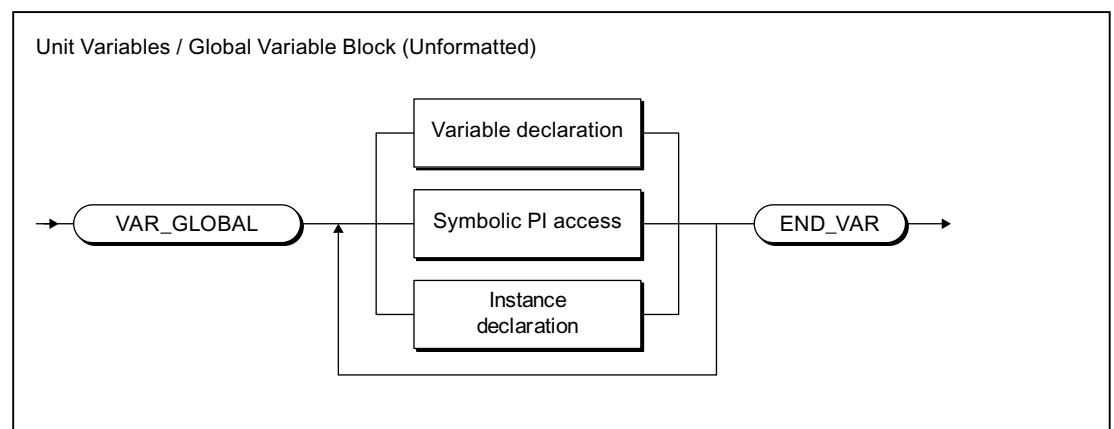 Unit Variables / Global Variable Block (Unformatted)
Variable declaration
VAR_GLOBAL
Symbolic PI access
END_VAR
Instance
declaration